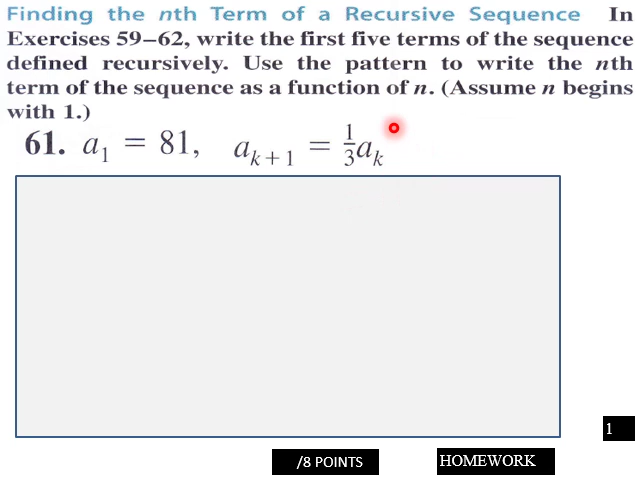 Finding the nth Term of a Recursive Sequence In
Exercises 59–62, write the first five terms of the sequence
defined recursively. Use the pattern to write the nth
term of the sequence as a function of n. (Assume n begins
with 1.)
61. a₁ = 81, aₖ₊₁ = ⅓aₖ
1
/8 POINTS HOMEWORK